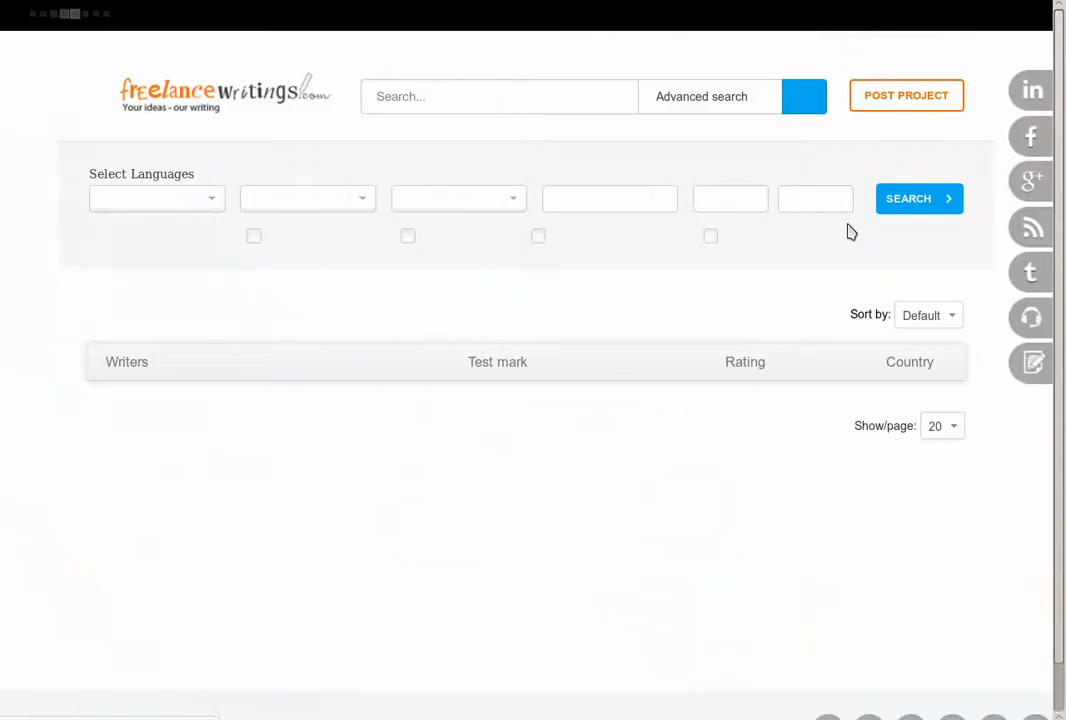 freelancewritings.com
Your ideas - our writing
Search...
Advanced search
POST PROJECT
Select Languages
SEARCH
Sort by:
Default
Writers
Test mark
Rating
Country
Show/page:
20